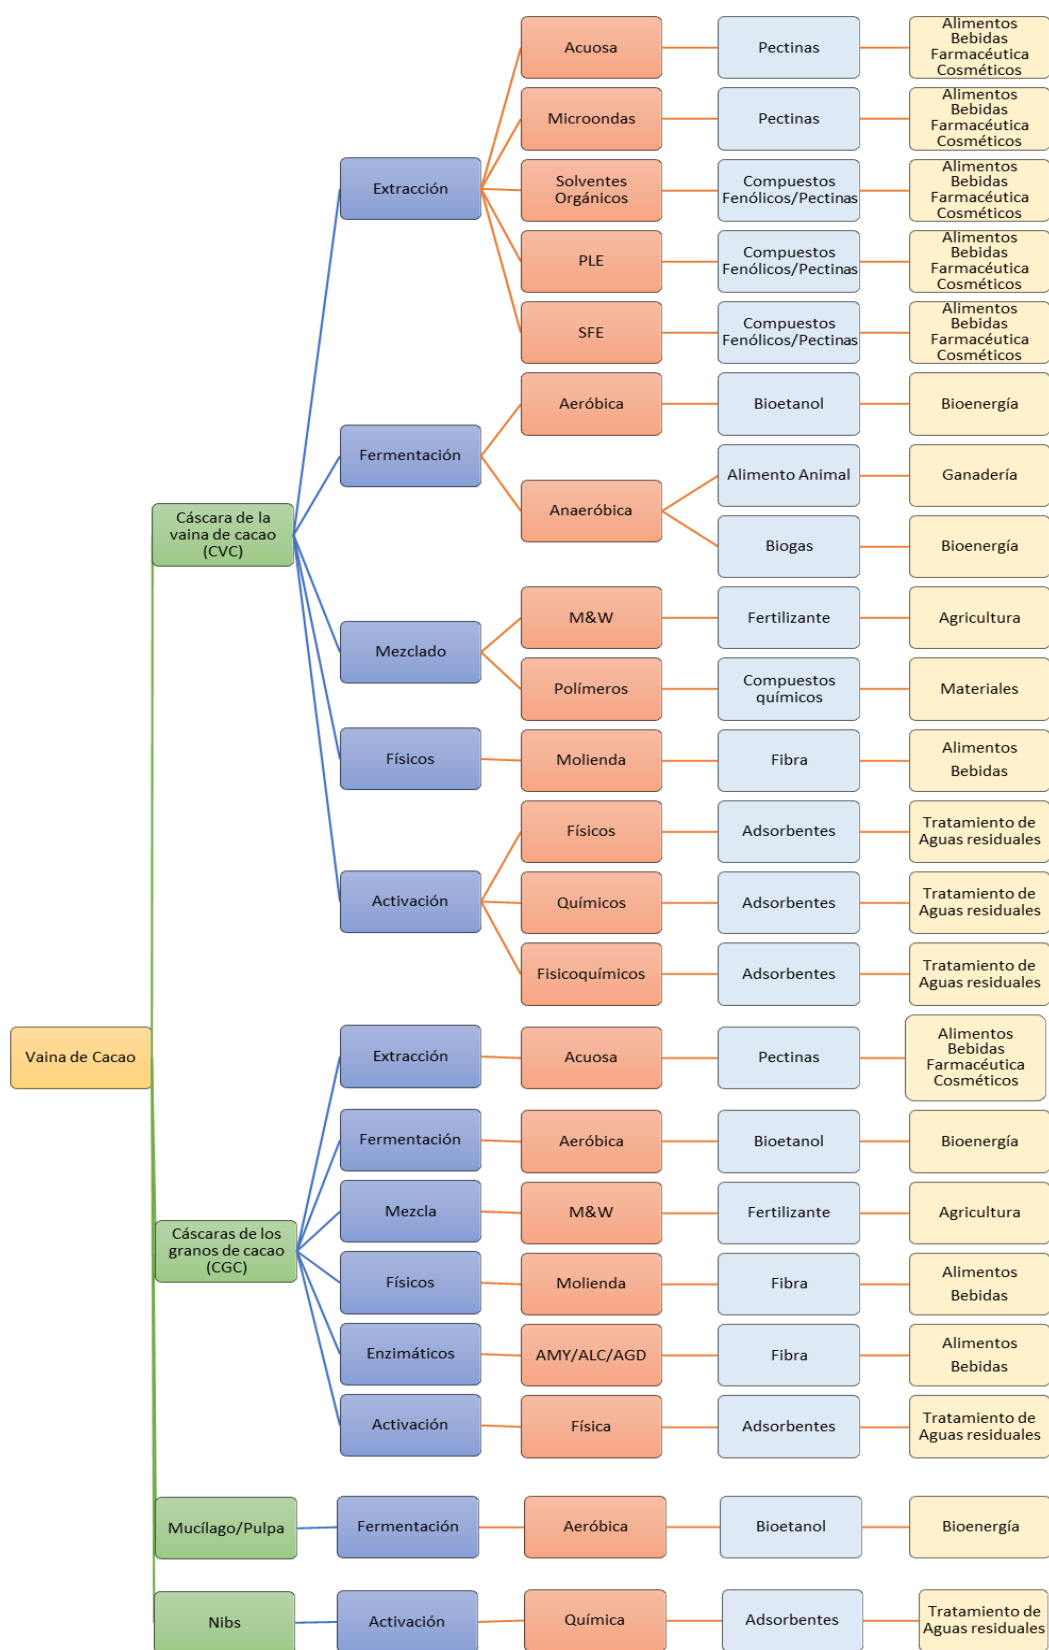 Vaina de Cacao
Cáscara de la
vaina de cacao
(CVC)
Extracción
Acuosa
Pectinas
Alimentos
Bebidas
Farmacéutica
Cosméticos
Microondas
Pectinas
Alimentos
Bebidas
Farmacéutica
Cosméticos
Solventes
Orgánicos
Compuestos
Fenólicos/Pectinas
Alimentos
Bebidas
Farmacéutica
Cosméticos
PLE
Compuestos
Fenólicos/Pectinas
Alimentos
Bebidas
Farmacéutica
Cosméticos
SFE
Compuestos
Fenólicos/Pectinas
Alimentos
Bebidas
Farmacéutica
Cosméticos
Fermentación
Aeróbica
Bioetanol
Bioenergía
Anaeróbica
Alimento Animal
Ganadería
Biogas
Bioenergía
Mezclado
M&W
Fertilizante
Agricultura
Polímeros
Compuestos
químicos
Materiales
Físicos
Molienda
Fibra
Alimentos
Bebidas
Activación
Físicos
Adsorbentes
Tratamiento de
Aguas residuales
Químicos
Adsorbentes
Tratamiento de
Aguas residuales
Fisicoquímicos
Adsorbentes
Tratamiento de
Aguas residuales
Cáscaras de los
granos de cacao
(CGC)
Extracción
Acuosa
Pectinas
Alimentos
Bebidas
Farmacéutica
Cosméticos
Fermentación
Aeróbica
Bioetanol
Bioenergía
Mezcla
M&W
Fertilizante
Agricultura
Físicos
Molienda
Fibra
Alimentos
Bebidas
Enzimáticos
AMY/ALC/AGD
Fibra
Alimentos
Bebidas
Activación
Física
Adsorbentes
Tratamiento de
Aguas residuales
Mucílago/Pulpa
Fermentación
Aeróbica
Bioetanol
Bioenergía
Nibs
Activación
Química
Adsorbentes
Tratamiento de
Aguas residuales